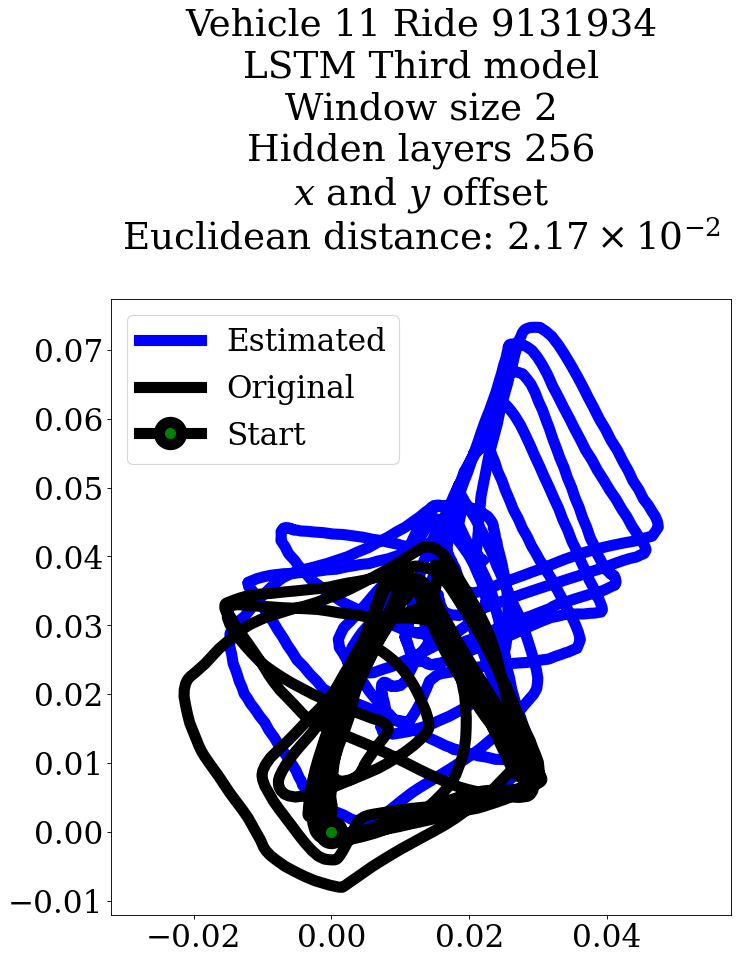 Vehicle 11 Ride 9131934
LSTM Third model
Window size 2
Hidden layers 256
x and y offset
Euclidean distance: 2.17 × 10⁻²
Estimated
Original
Start
0.07
0.06
0.05
0.04
0.03
0.02
0.01
0.00
−0.01
−0.02 0.00 0.02 0.04